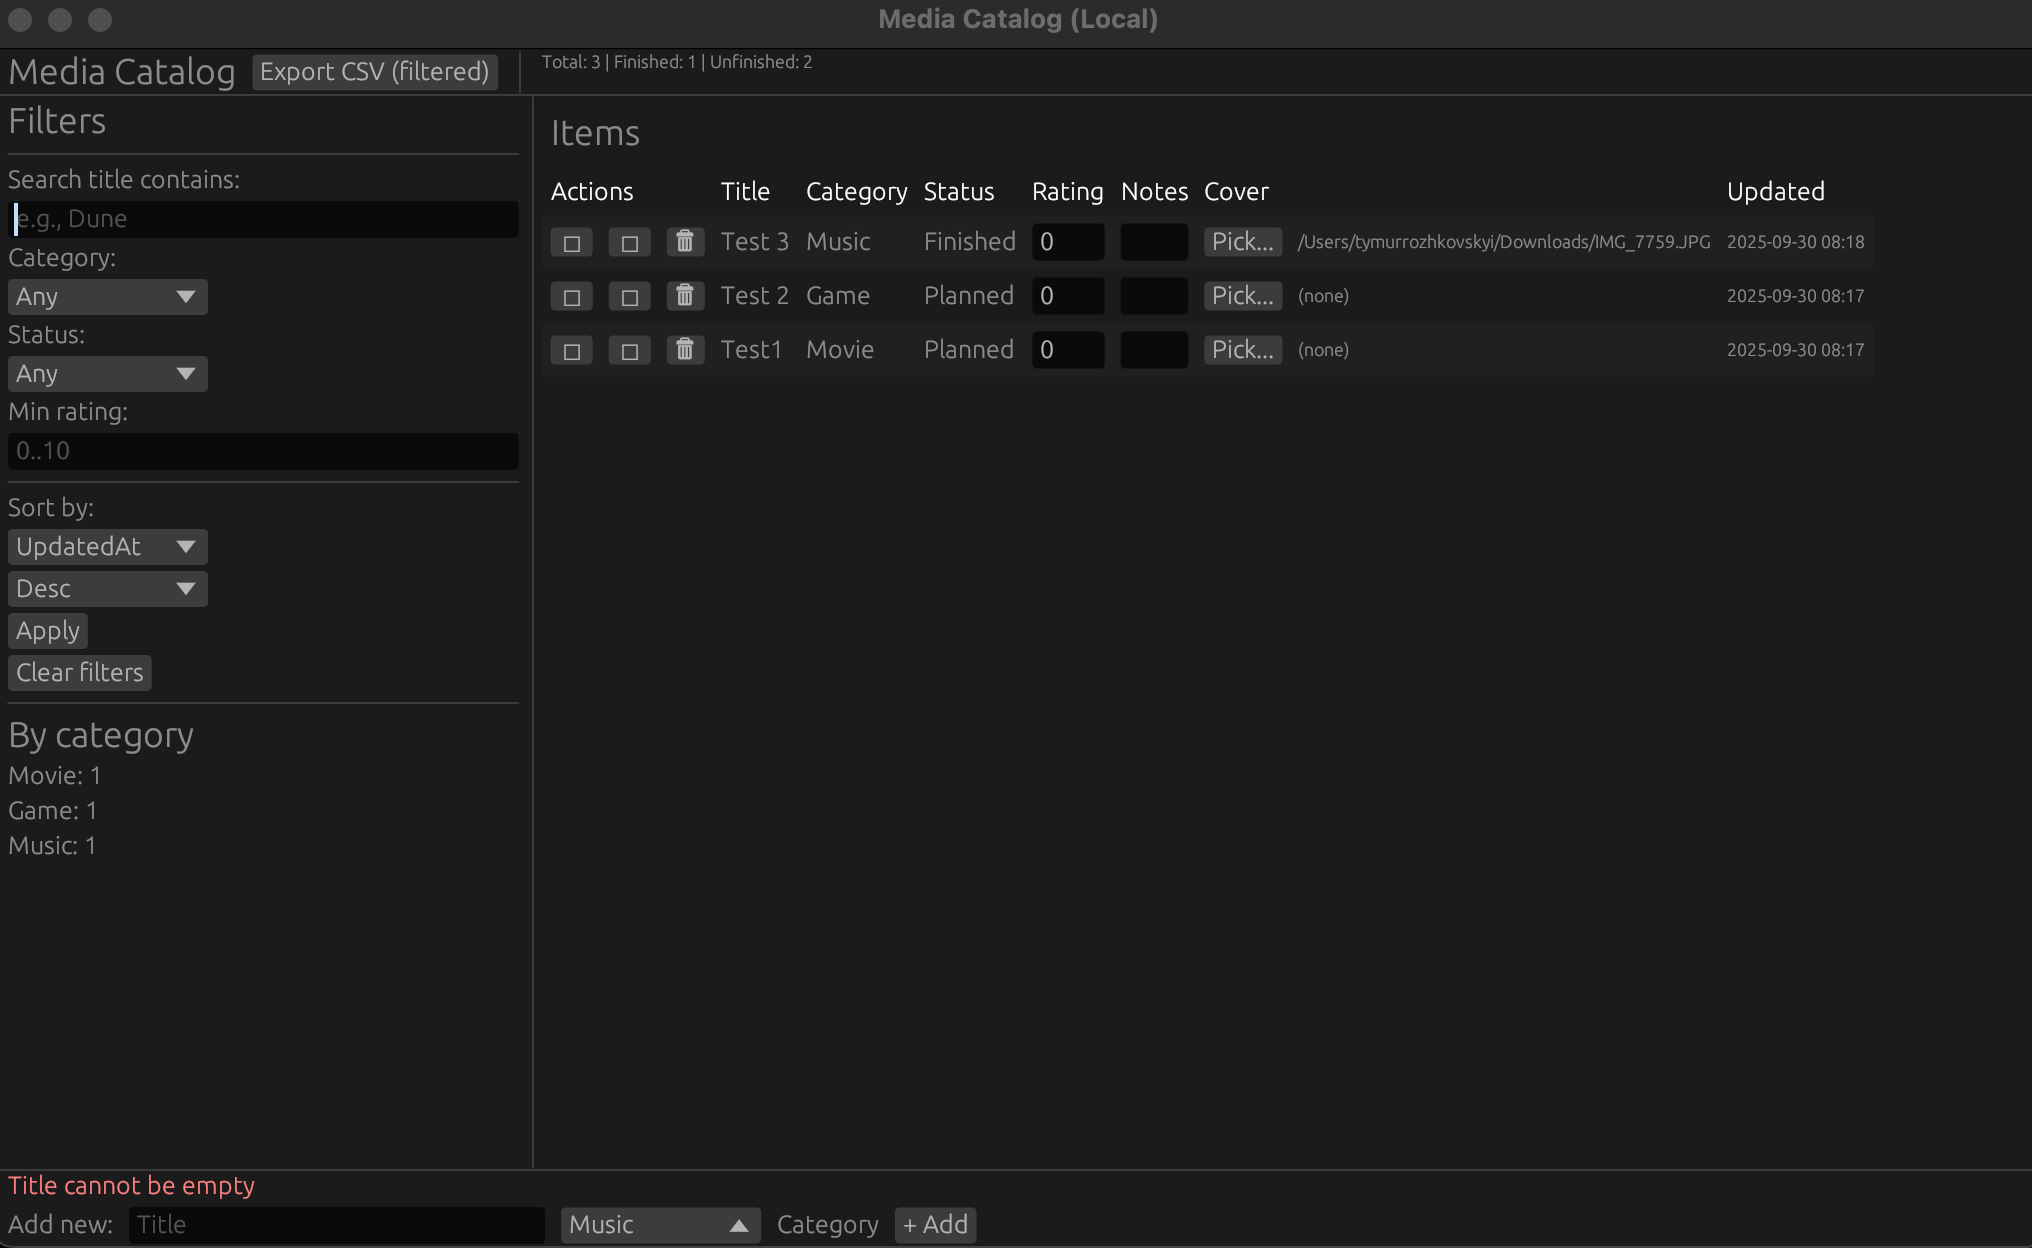 Media Catalog (Local)
Media Catalog Export CSV (filtered) Total: 3 | Finished: 1 | Unfinished: 2
Filters
Search title contains:
e.g., Dune
Category:
Any
Status:
Any
Min rating:
0..10
Sort by:
UpdatedAt
Desc
Apply
Clear filters
By category
Movie: 1
Game: 1
Music: 1
Items
Actions Title Category Status Rating Notes Cover Updated
Test 3 Music Finished 0 Pick... /Users/tymurrozhkovskyi/Downloads/IMG_7759.JPG 2025-09-30 08:18
Test 2 Game Planned 0 Pick... (none) 2025-09-30 08:17
Test1 Movie Planned 0 Pick... (none) 2025-09-30 08:17
Title cannot be empty
Add new: Title Music Category + Add